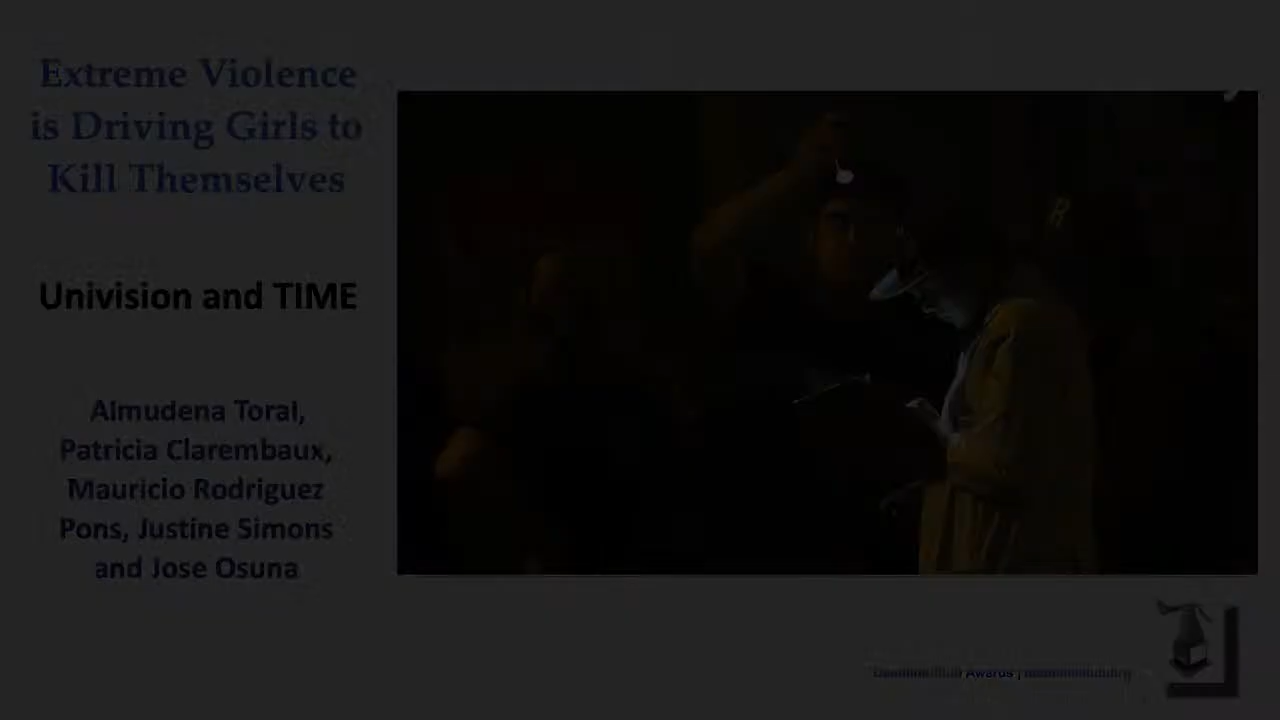 Extreme Violence
is Driving Girls to
Kill Themselves
Univision and TIME
Almudena Toral,
Patricia Clarembaux,
Mauricio Rodriguez
Pons, Justine Simons
and Jose Osuna
Awards |